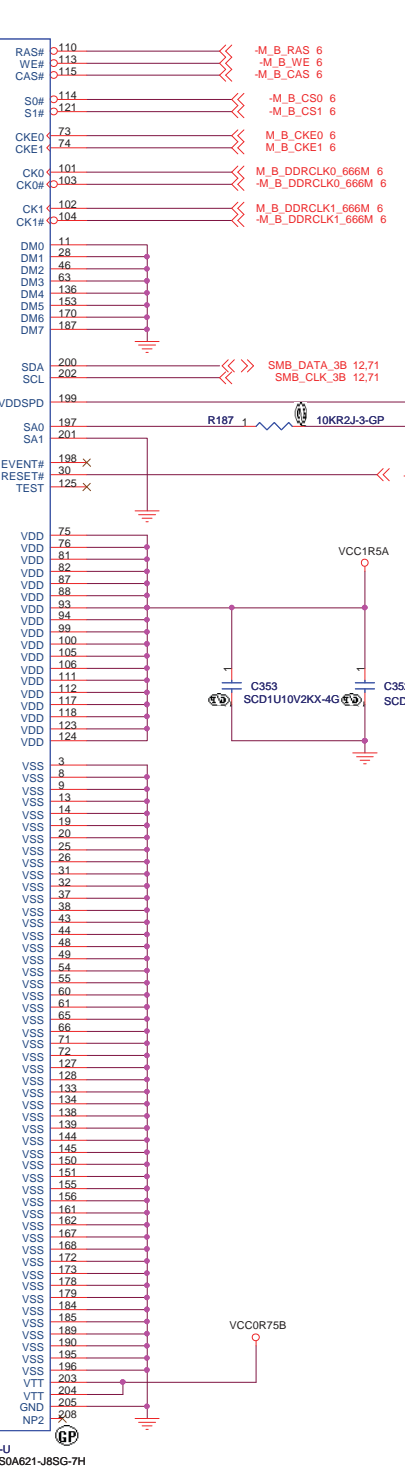 RAS# 110 -M_B_RAS 6
WE# 113 -M_B_WE 6
CAS# 115 -M_B_CAS 6
S0# 114 -M_B_CS0 6
S1# 121 -M_B_CS1 6
CKE0 73 M_B_CKE0 6
CKE1 74 M_B_CKE1 6
CK0 101 M_B_DDRCLK0_666M 6
CK0# 103 -M_B_DDRCLK0_666M 6
CK1 102 M_B_DDRCLK1_666M 6
CK1# 104 -M_B_DDRCLK1_666M 6
DM0 11
DM1 28
DM2 46
DM3 63
DM4 136
DM5 153
DM6 170
DM7 187
SDA 200 SMB_DATA_3B 12,71
SCL 202 SMB_CLK_3B 12,71
VDDSPD 199
SA0 197 R187 1 10KR2J-3-GP
SA1 201
EVENT# 198
RESET# 30
TEST 125
VDD 75
VDD 76
VCC1R5A
VDD 81
VDD 82
VDD 87
VDD 88
VDD 93
VDD 94
VDD 99
VDD 100
VDD 105
VDD 106
VDD 111 1 1
VDD 112 C353 C35
VDD 117 SCD1U10V2KX-4G SCD
VDD 118
VDD 123
VDD 124
VSS 3
VSS 8
VSS 9
VSS 13
VSS 14
VSS 19
VSS 20
VSS 25
VSS 26
VSS 31
VSS 32
VSS 37
VSS 38
VSS 43
VSS 44
VSS 48
VSS 49
VSS 54
VSS 55
VSS 60
VSS 61
VSS 65
VSS 66
VSS 71
VSS 72
VSS 127
VSS 128
VSS 133
VSS 134
VSS 138
VSS 139
VSS 144
VSS 145
VSS 150
VSS 151
VSS 155
VSS 156
VSS 161
VSS 162
VSS 167
VSS 168
VSS 172
VSS 173
VSS 178
VSS 179
VSS 184
VSS 185
VSS 189 VCC0R75B
VSS 190
VSS 195
VSS 196
VTT 203
VTT 204
GND 205
NP2 208
GP
-U
S0A621-J8SG-7H